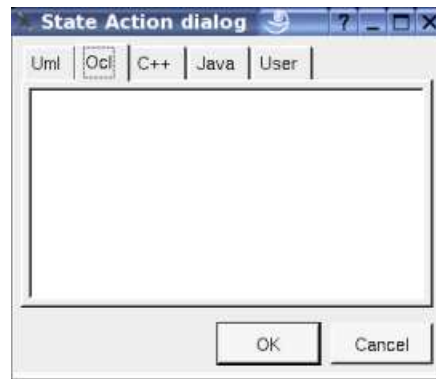 State Action dialog ? _ □ X
Uml Ocl C++ Java User
OK Cancel